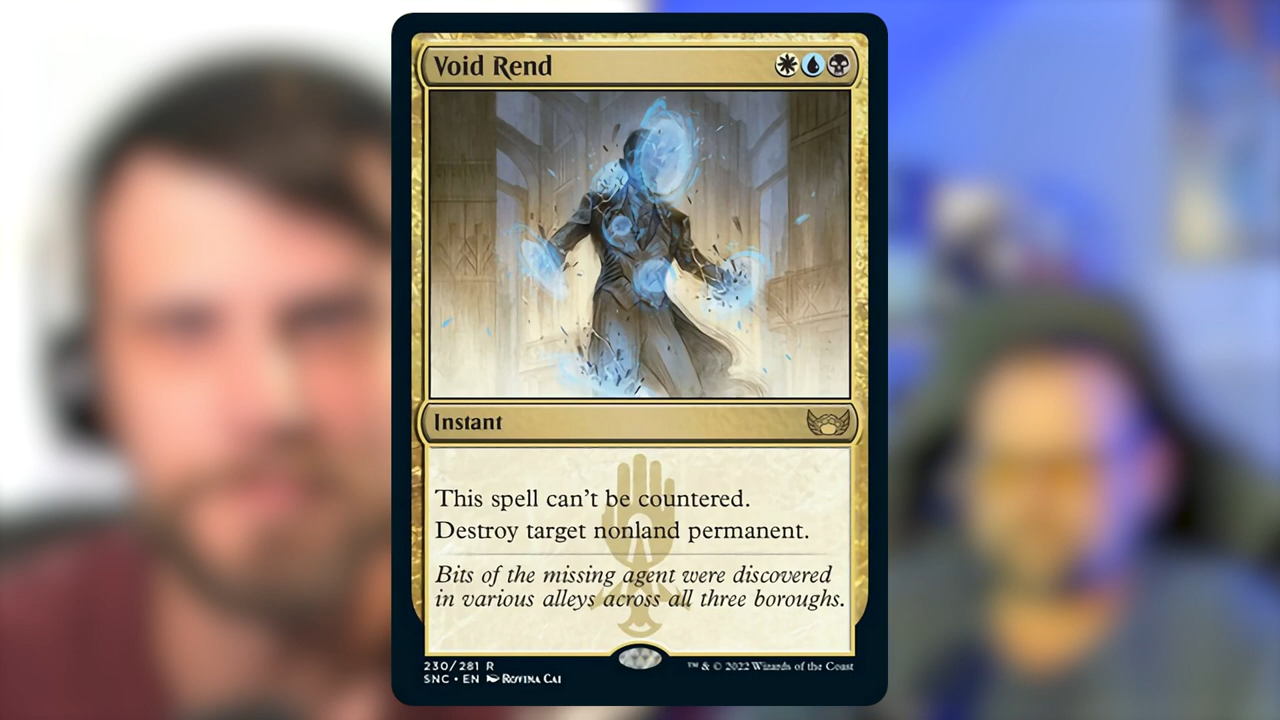 Void Rend
Instant
This spell can't be countered.
Destroy target nonland permanent.
Bits of the missing agent were discovered
in various alleys across all three boroughs.
230/281 R
SNC • EN Rovina Cai
™ & © 2022 Wizards of the Coast